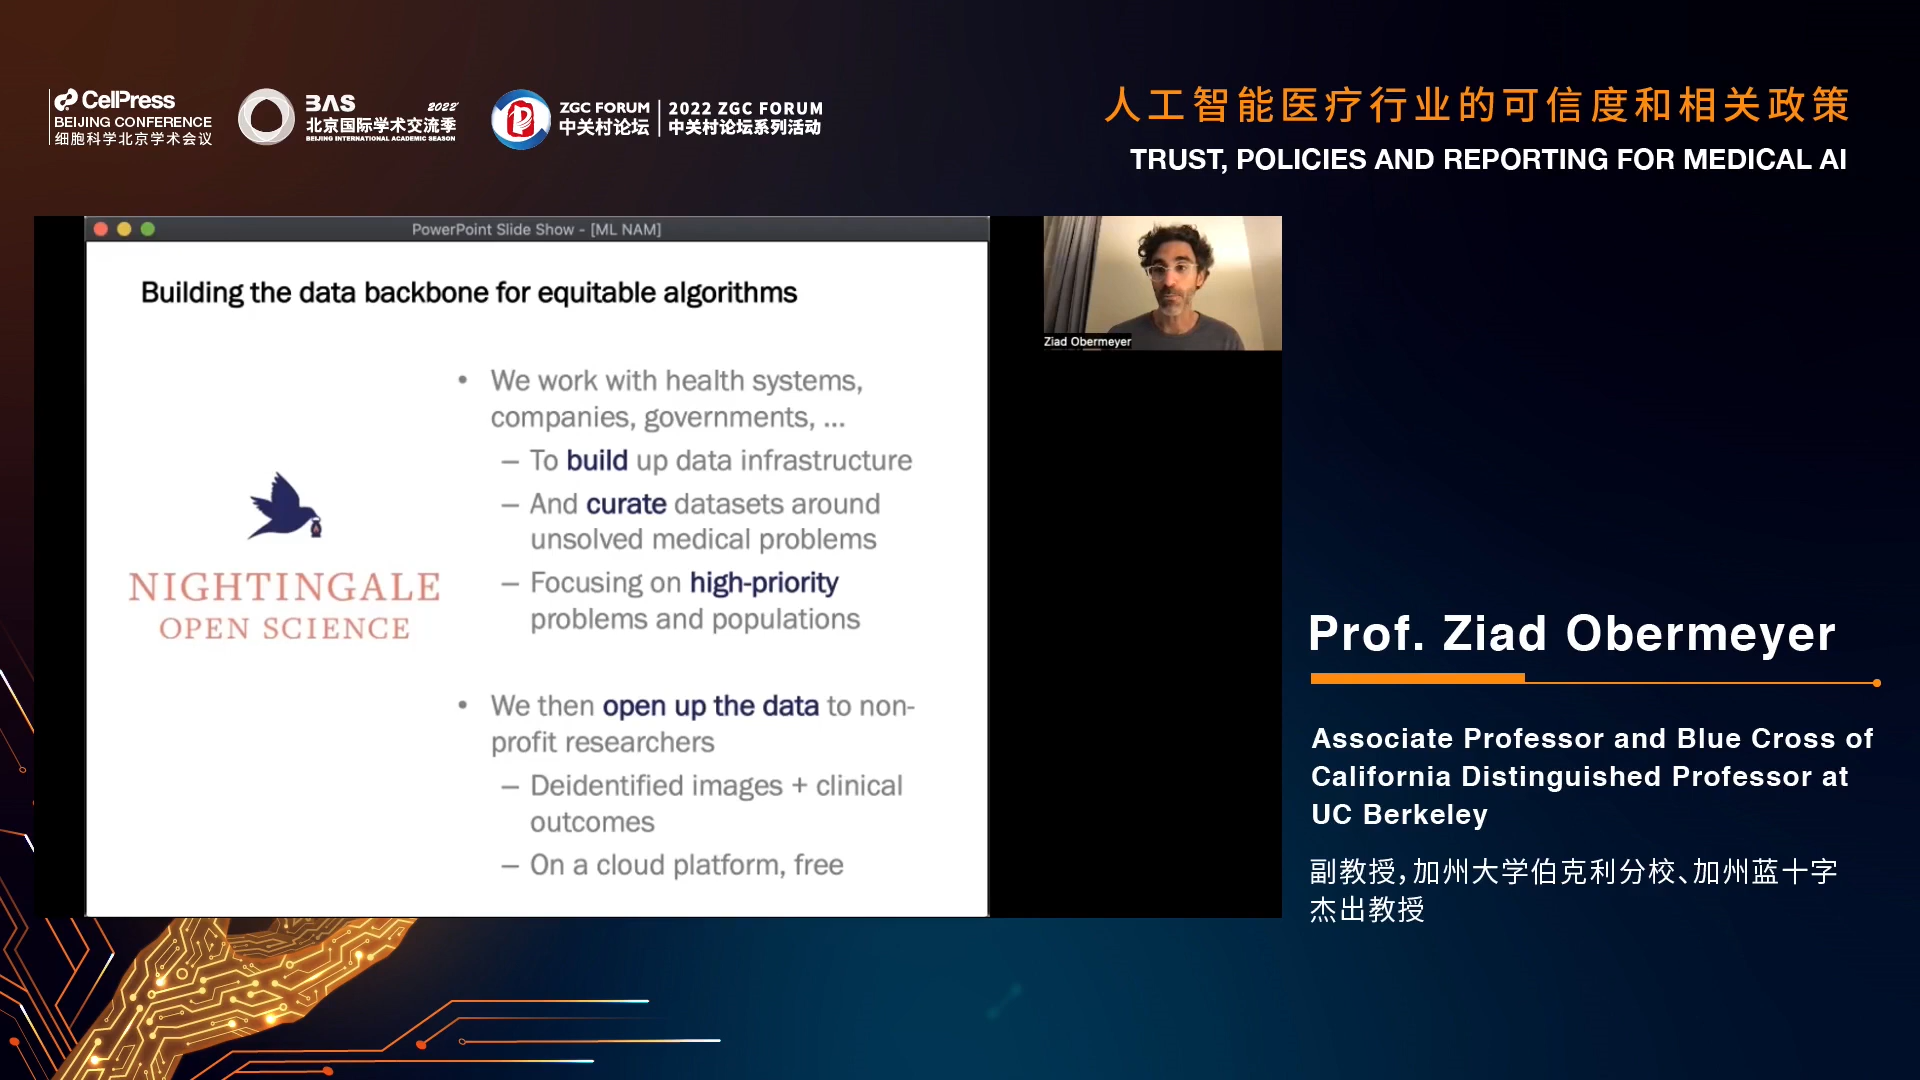 CellPress
BEIJING CONFERENCE
细胞科学北京学术会议
BAS 2022
北京国际学术交流季
BEIJING INTERNATIONAL ACADEMIC SEASON
ZGC FORUM
中关村论坛
2022 ZGC FORUM
中关村论坛系列活动
人工智能医疗行业的可信度和相关政策
TRUST, POLICIES AND REPORTING FOR MEDICAL AI
PowerPoint Slide Show - [ML NAM]
Building the data backbone for equitable algorithms
• We work with health systems,
companies, governments, ...
– To build up data infrastructure
– And curate datasets around
unsolved medical problems
– Focusing on high-priority
problems and populations
NIGHTINGALE
OPEN SCIENCE
• We then open up the data to non-
profit researchers
– Deidentified images + clinical
outcomes
– On a cloud platform, free
Ziad Obermeyer
Prof. Ziad Obermeyer
Associate Professor and Blue Cross of
California Distinguished Professor at
UC Berkeley
副教授，加州大学伯克利分校、加州蓝十字
杰出教授